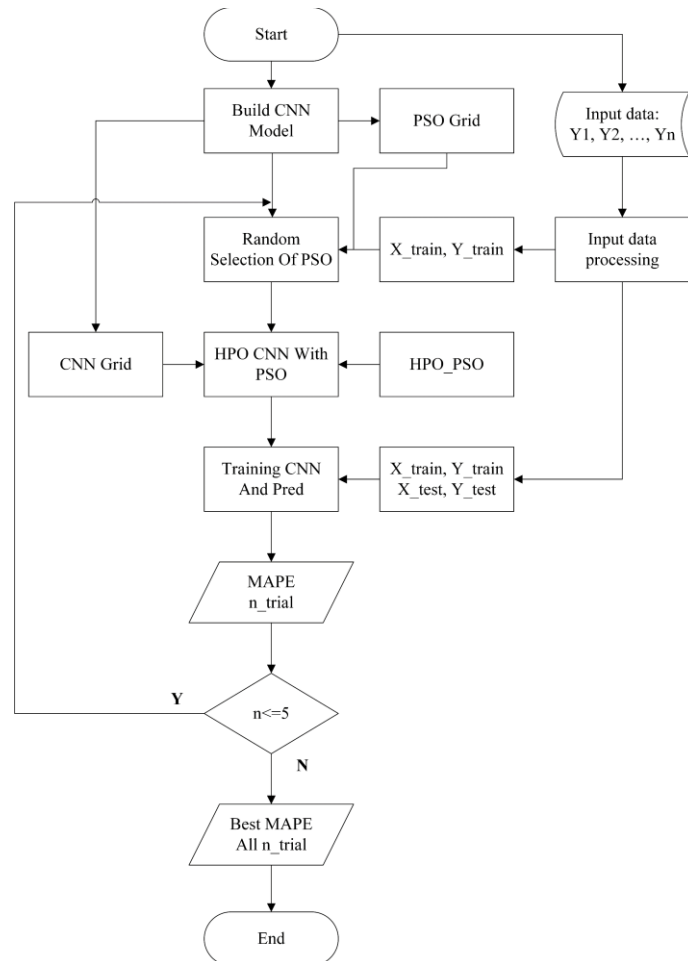 Start
Build CNN
Model
PSO Grid
Input data:
Y1, Y2, …, Yn
Random
Selection Of PSO
X_train, Y_train
Input data
processing
CNN Grid
HPO CNN With
PSO
HPO_PSO
Training CNN
And Pred
X_train, Y_train
X_test, Y_test
MAPE
n_trial
Y
n<=5
N
Best MAPE
All n_trial
End